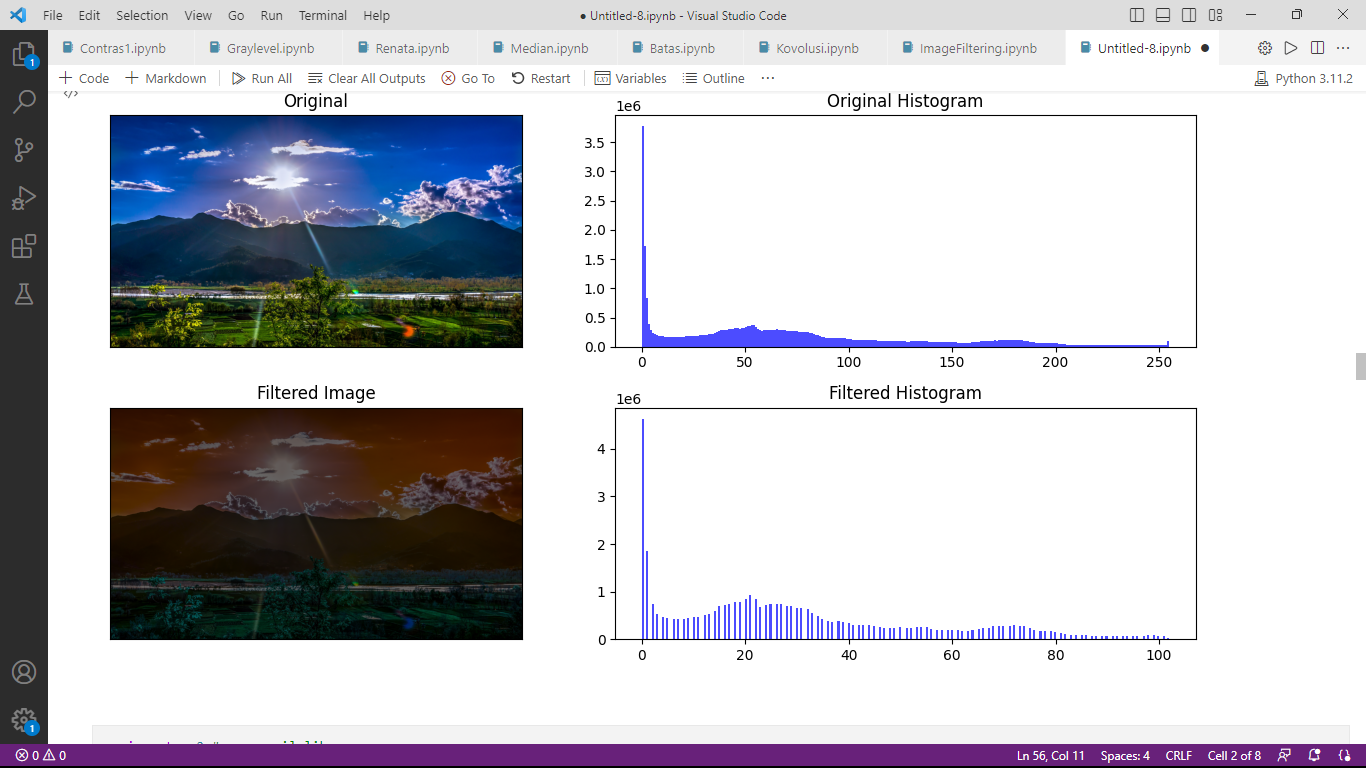 File Edit Selection View Go Run Terminal Help
● Untitled-8.ipynb - Visual Studio Code
Contras1.ipynb Graylevel.ipynb Renata.ipynb Median.ipynb Batas.ipynb Kovolusi.ipynb ImageFiltering.ipynb Untitled-8.ipynb ●
+ Code + Markdown Run All Clear All Outputs Go To Restart Variables Outline ... Python 3.11.2
1
Original
Original Histogram
1e6
3.5
3.0
2.5
2.0
1.5
1.0
0.5
0.0
0 50 100 150 200 250
Filtered Image
Filtered Histogram
1e6
4
3
2
1
0
0 20 40 60 80 100
1
0 0 Ln 56, Col 11 Spaces: 4 CRLF Cell 2 of 8